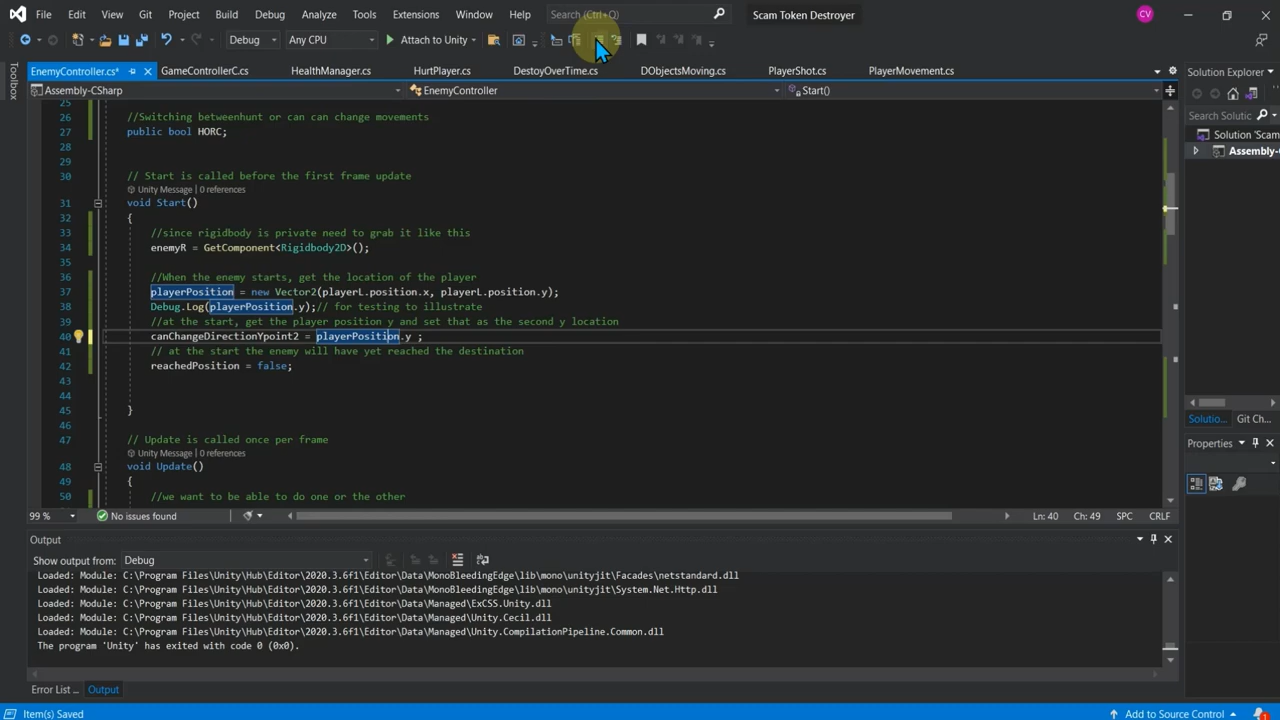 File Edit View Git Project Build Debug Analyze Tools Extensions Window Help Search (Ctrl+Q) Scam Token Destroyer CV
Debug Any CPU Attach to Unity
EnemyController.cs* GameControllerC.cs HealthManager.cs HurtPlayer.cs DestoyOverTime.cs DObjectsMoving.cs PlayerShot.cs PlayerMovement.cs Solution Explorer
Toolbox
Assembly-CSharp EnemyController Start()
Search Solutic
Solution 'Scam
Assembly-C
25
26 //Switching betweenhunt or can can change movements
27 public bool HORC;
28
29
30 // Start is called before the first frame update
Unity Message | 0 references
31 void Start()
32 {
33 //since rigidbody is private need to grab it like this
34 enemyR = GetComponent<Rigidbody2D>();
35
36 //When the enemy starts, get the location of the player
37 playerPosition = new Vector2(playerL.position.x, playerL.position.y);
38 Debug.Log(playerPosition.y);// for testing to illustrate
39 //at the start, get the player position y and set that as the second y location
40 canChangeDirectionYpoint2 = playerPosition.y ;
41 // at the start the enemy will have yet reached the destination
42 reachedPosition = false;
43
44
45 }
46
47 // Update is called once per frame
Unity Message | 0 references
48 void Update()
49 {
50 //we want to be able to do one or the other
Solutio... Git Ch...
Properties
99 % No issues found Ln: 40 Ch: 49 SPC CRLF
Output
Show output from: Debug
Loaded: Module: C:\Program Files\Unity\Hub\Editor\2020.3.6f1\Editor\Data\MonoBleedingEdge\lib\mono\unityjit\Facades\netstandard.dll
Loaded: Module: C:\Program Files\Unity\Hub\Editor\2020.3.6f1\Editor\Data\MonoBleedingEdge\lib\mono\unityjit\System.Net.Http.dll
Loaded: Module: C:\Program Files\Unity\Hub\Editor\2020.3.6f1\Editor\Data\Managed\ExCSS.Unity.dll
Loaded: Module: C:\Program Files\Unity\Hub\Editor\2020.3.6f1\Editor\Data\Managed\Unity.Cecil.dll
Loaded: Module: C:\Program Files\Unity\Hub\Editor\2020.3.6f1\Editor\Data\Managed\Unity.CompilationPipeline.Common.dll
The program 'Unity' has exited with code 0 (0x0).
Error List ... Output
Item(s) Saved Add to Source Control 1